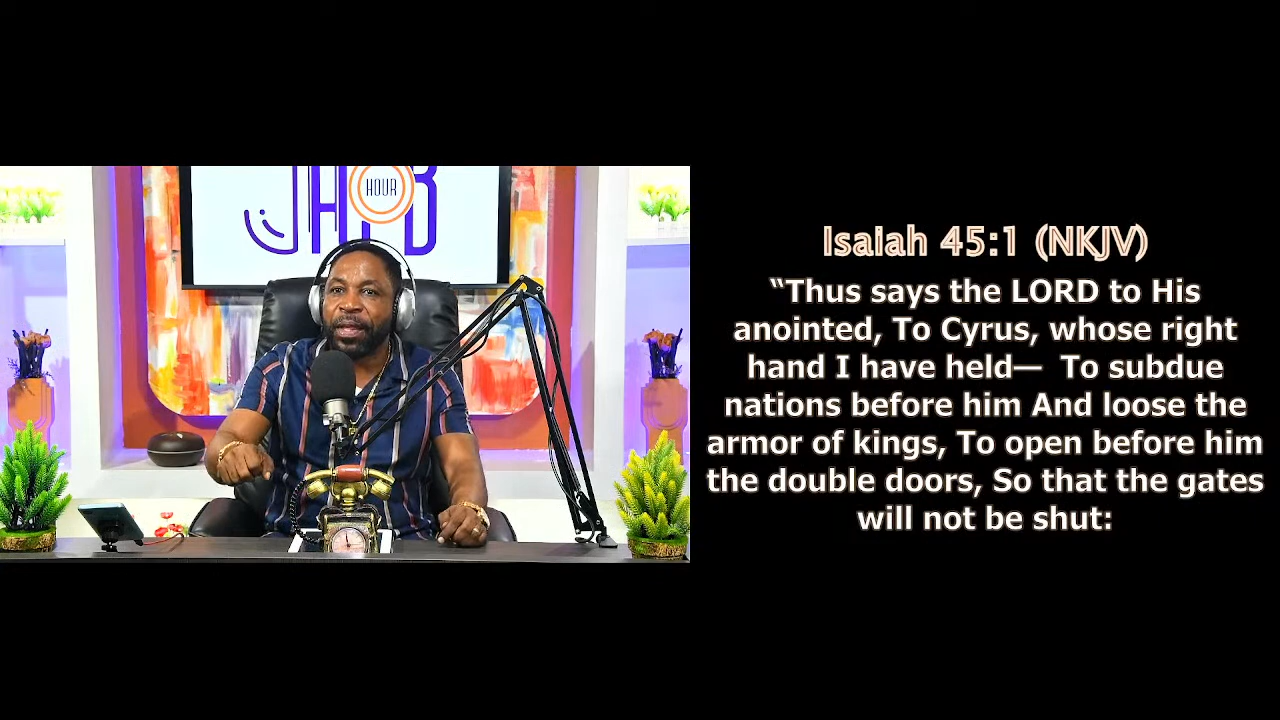 HOUR
Isaiah 45:1 (NKJV)
“Thus says the LORD to His
anointed, To Cyrus, whose right
hand I have held— To subdue
nations before him And loose the
armor of kings, To open before him
the double doors, So that the gates
will not be shut: